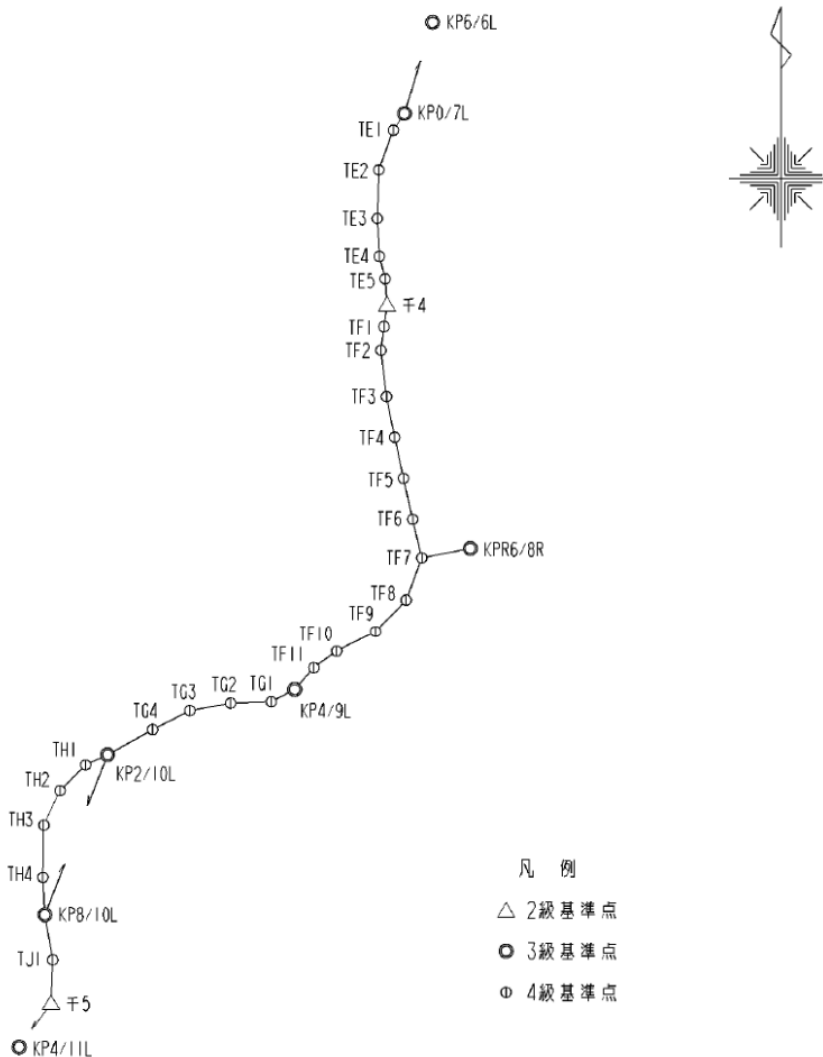 KP6/6L
KP0/7L
TE1
TE2
TE3
TE4
TE5
千4
TF1
TF2
TF3
TF4
TF5
TF6
KPR6/8R
TF7
TF8
TF9
TF10
TF11
KP4/9L
TG1
TG2
TG3
TG4
TH1
KP2/10L
TH2
TH3
TH4
KP8/10L
TJ1
千5
KP4/11L
凡 例
2級基準点
3級基準点
4級基準点